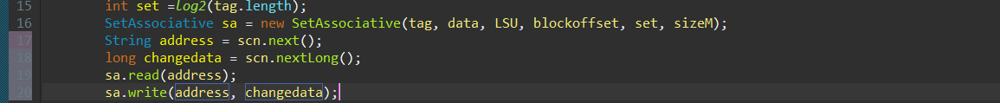 15 int set =log2(tag.length);
16 SetAssociative sa = new SetAssociative(tag, data, LSU, blockoffset, set, sizeM);
17 String address = scn.next();
18 long changedata = scn.nextLong();
19 sa.read(address);
20 sa.write(address, changedata);